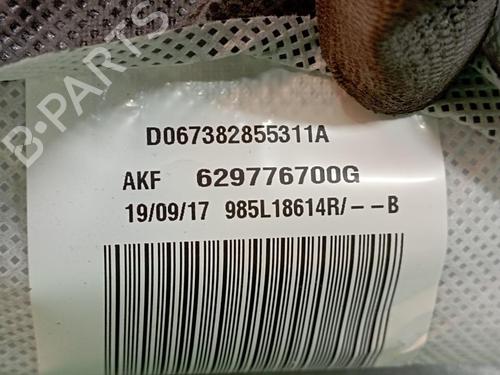 B-PARTS
D067382855311A
AKF 629776700G
19/09/17 985L18614R/--B